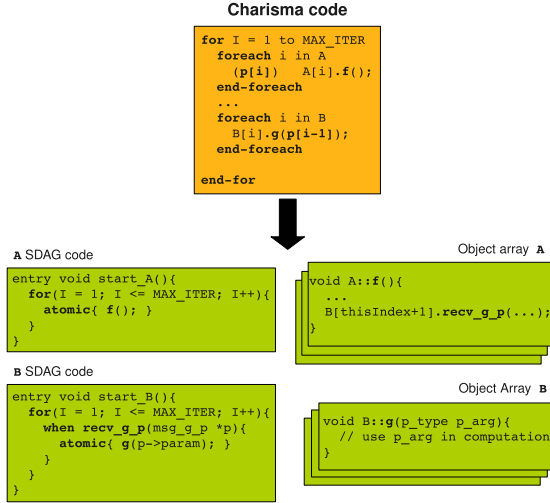 Charisma code
for I = 1 to MAX_ITER
foreach i in A
(p[i])   A[i].f();
end-foreach
...
foreach i in B
B[i].g(p[i-1]);
end-foreach
end-for
A SDAG code
entry void start_A(){
for(I = 1; I <= MAX_ITER; I++){
atomic{ f(); }
}
}
Object array A
void A::f(){
...
B[thisIndex+1].recv_g_p(...);
}
B SDAG code
entry void start_B(){
for(I = 1; I <= MAX_ITER; I++){
when recv_g_p(msg_g_p *p){
atomic{ g(p->param); }
}
}
}
Object Array B
void B::g(p_type p_arg){
// use p_arg in computation
}